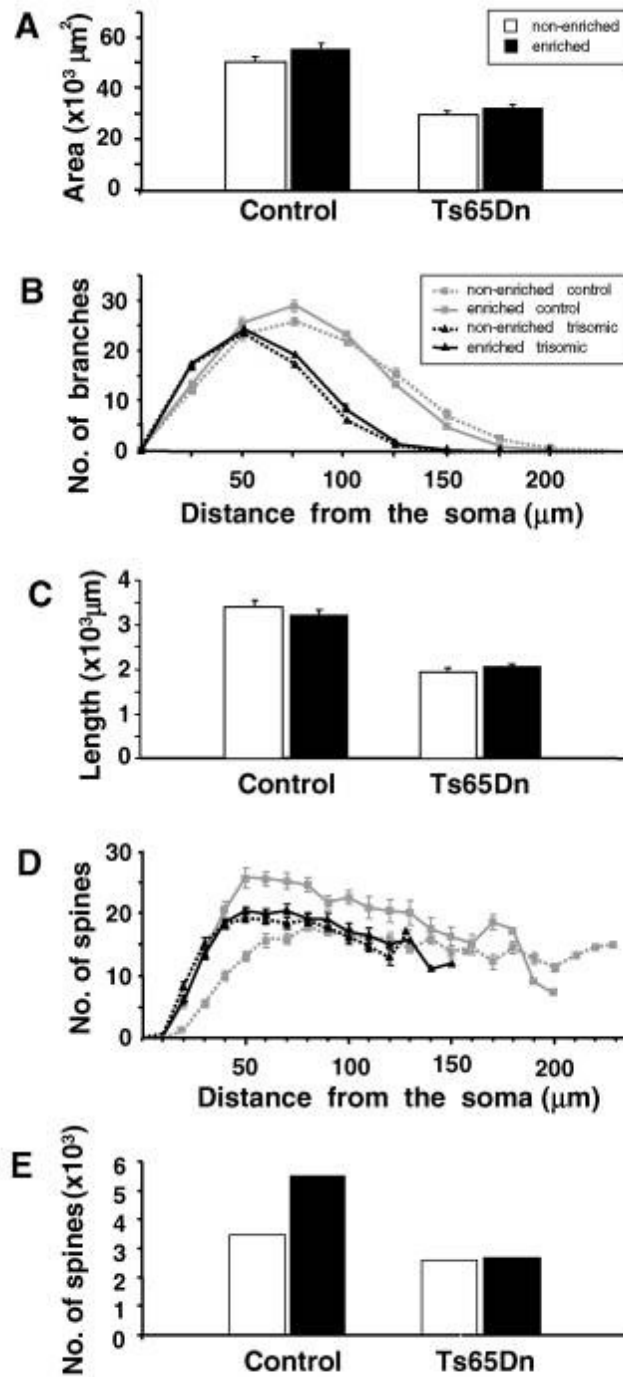 A
Area (x10³ µm²)
60
40
20
0
non-enriched
enriched
Control Ts65Dn
B
No. of branches
30
20
10
0
non-enriched control
enriched control
non-enriched trisomic
enriched trisomic
50 100 150 200
Distance from the soma (µm)
C
Length (x10³µm)
4
3
2
1
0
Control Ts65Dn
D
No. of spines
30
20
10
0
50 100 150 200
Distance from the soma (µm)
E
No. of spines (x10³)
6
5
4
3
2
1
0
Control Ts65Dn